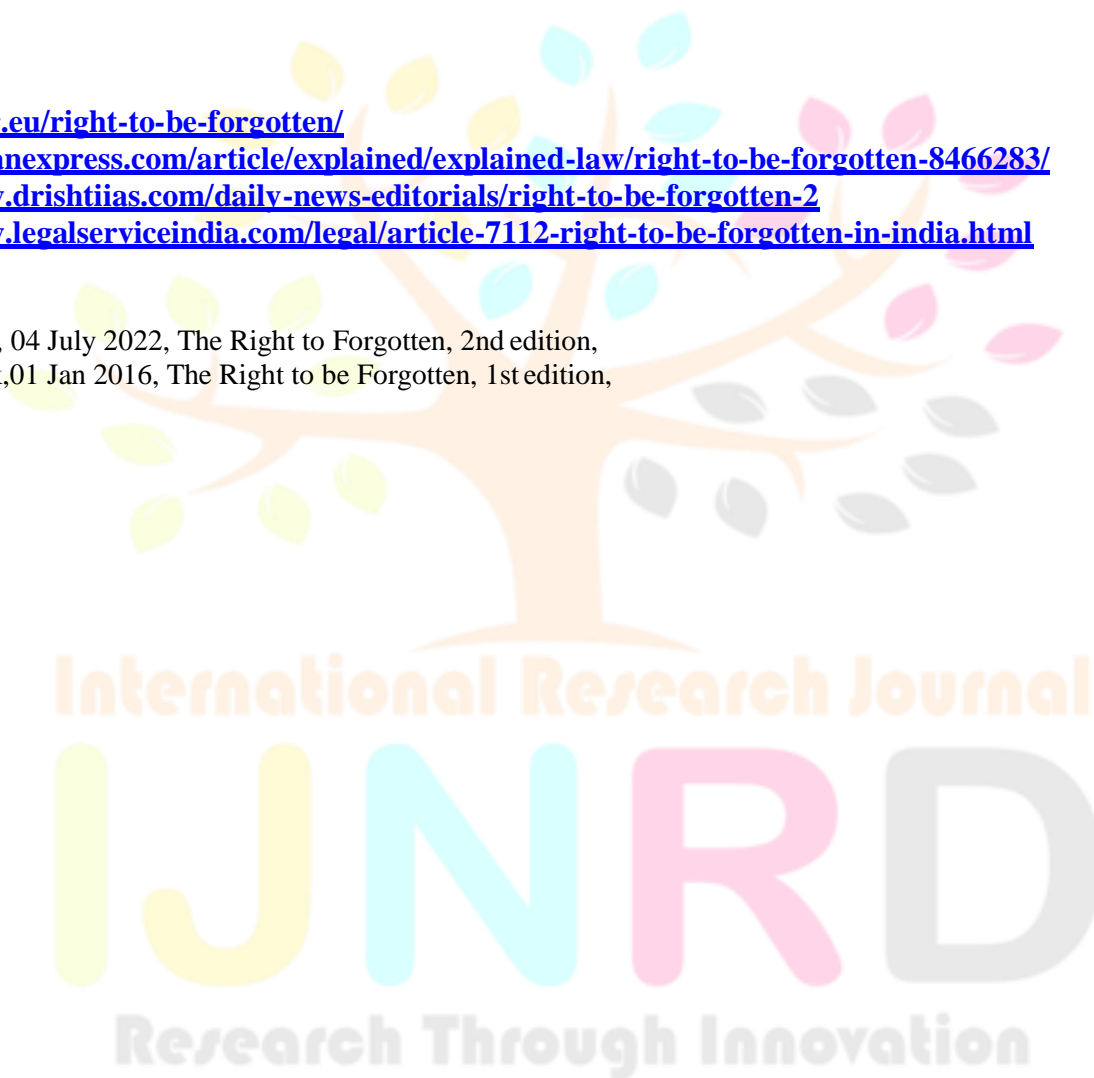 .eu/right-to-be-forgotten/
anexpress.com/article/explained/explained-law/right-to-be-forgotten-8466283/
.drishtiias.com/daily-news-editorials/right-to-be-forgotten-2
.legalserviceindia.com/legal/article-7112-right-to-be-forgotten-in-india.html
, 04 July 2022, The Right to Forgotten, 2nd edition,
,01 Jan 2016, The Right to be Forgotten, 1st edition,
International Research Journal
IJNRD
Research Through Innovation